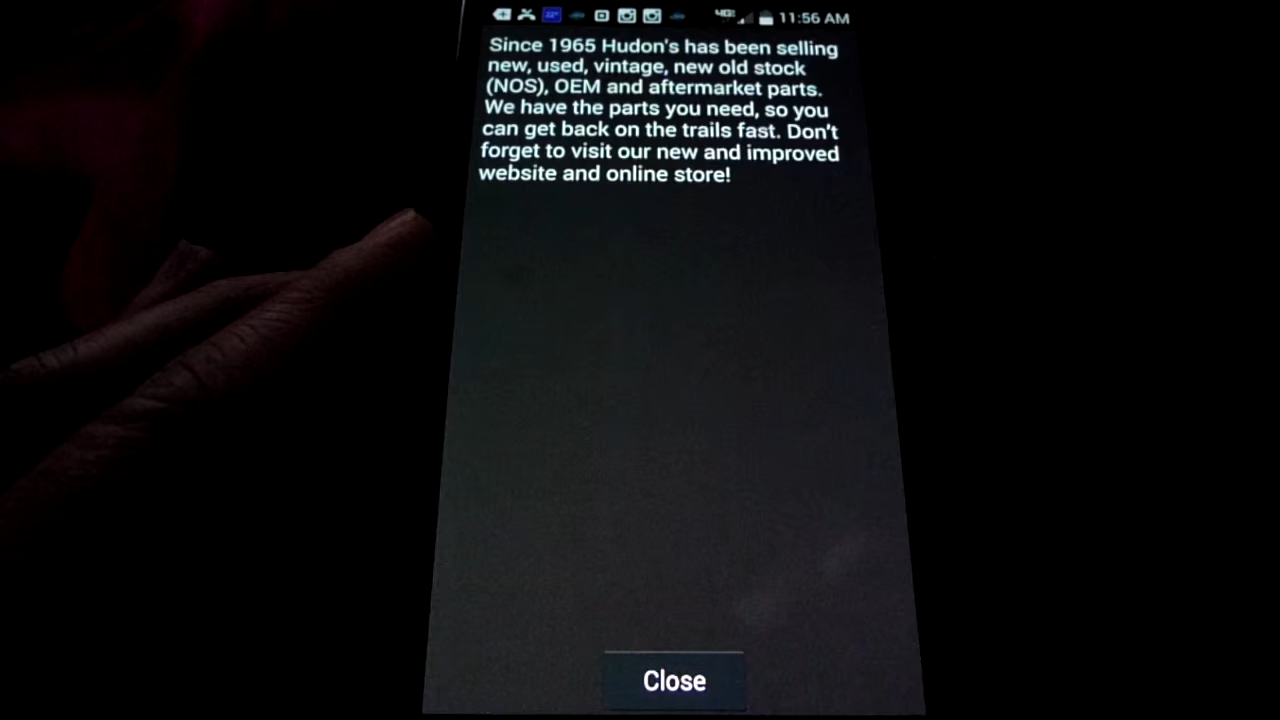 4G 11:56 AM
Since 1965 Hudon's has been selling
new, used, vintage, new old stock
(NOS), OEM and aftermarket parts.
We have the parts you need, so you
can get back on the trails fast. Don't
forget to visit our new and improved
website and online store!
Close